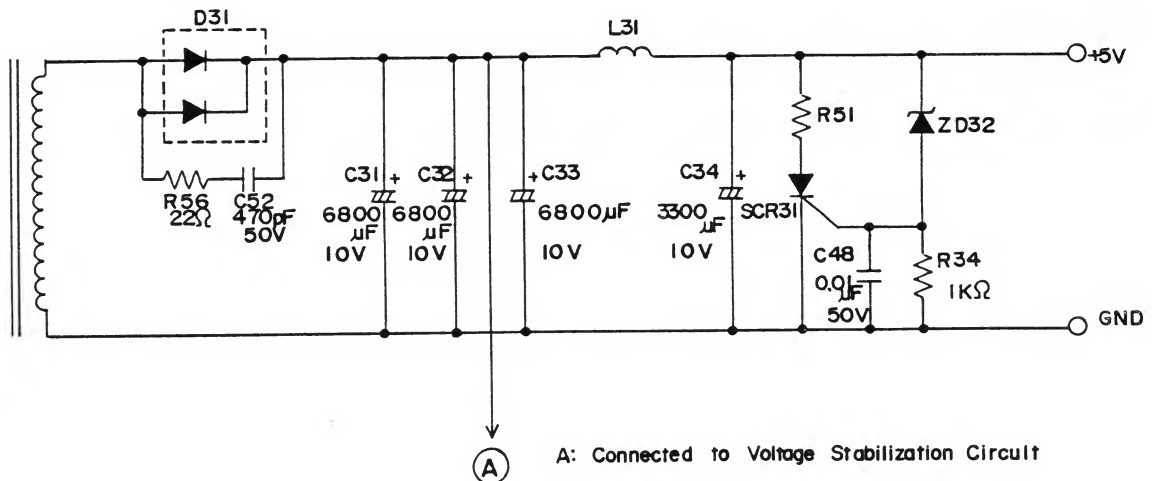 D31
L31
+5V
R51
ZD32
R56
22Ω
C52
470pF
50V
C31
+
6800
μF
10V
C32
+
6800
μF
10V
+
C33
6800μF
10V
C34
+
3300
μF
10V
SCR31
C48
0.01
μF
50V
R34
1KΩ
GND
A
A: Connected to Voltage Stabilization Circuit